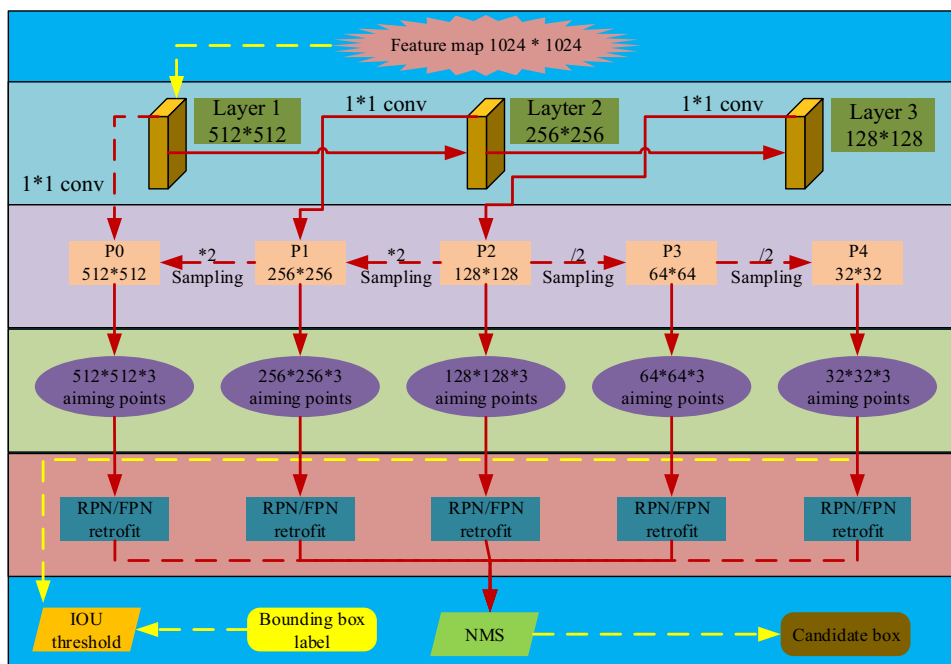 Feature map 1024 * 1024
Layer 1
512*512
1*1 conv
Layter 2
256*256
1*1 conv
Layer 3
128*128
1*1 conv
P0
512*512
*2
Sampling
P1
256*256
*2
Sampling
P2
128*128
/2
Sampling
P3
64*64
/2
Sampling
P4
32*32
512*512*3
aiming points
256*256*3
aiming points
128*128*3
aiming points
64*64*3
aiming points
32*32*3
aiming points
RPN/FPN
retrofit
RPN/FPN
retrofit
RPN/FPN
retrofit
RPN/FPN
retrofit
RPN/FPN
retrofit
IOU
threshold
Bounding box
label
NMS
Candidate box